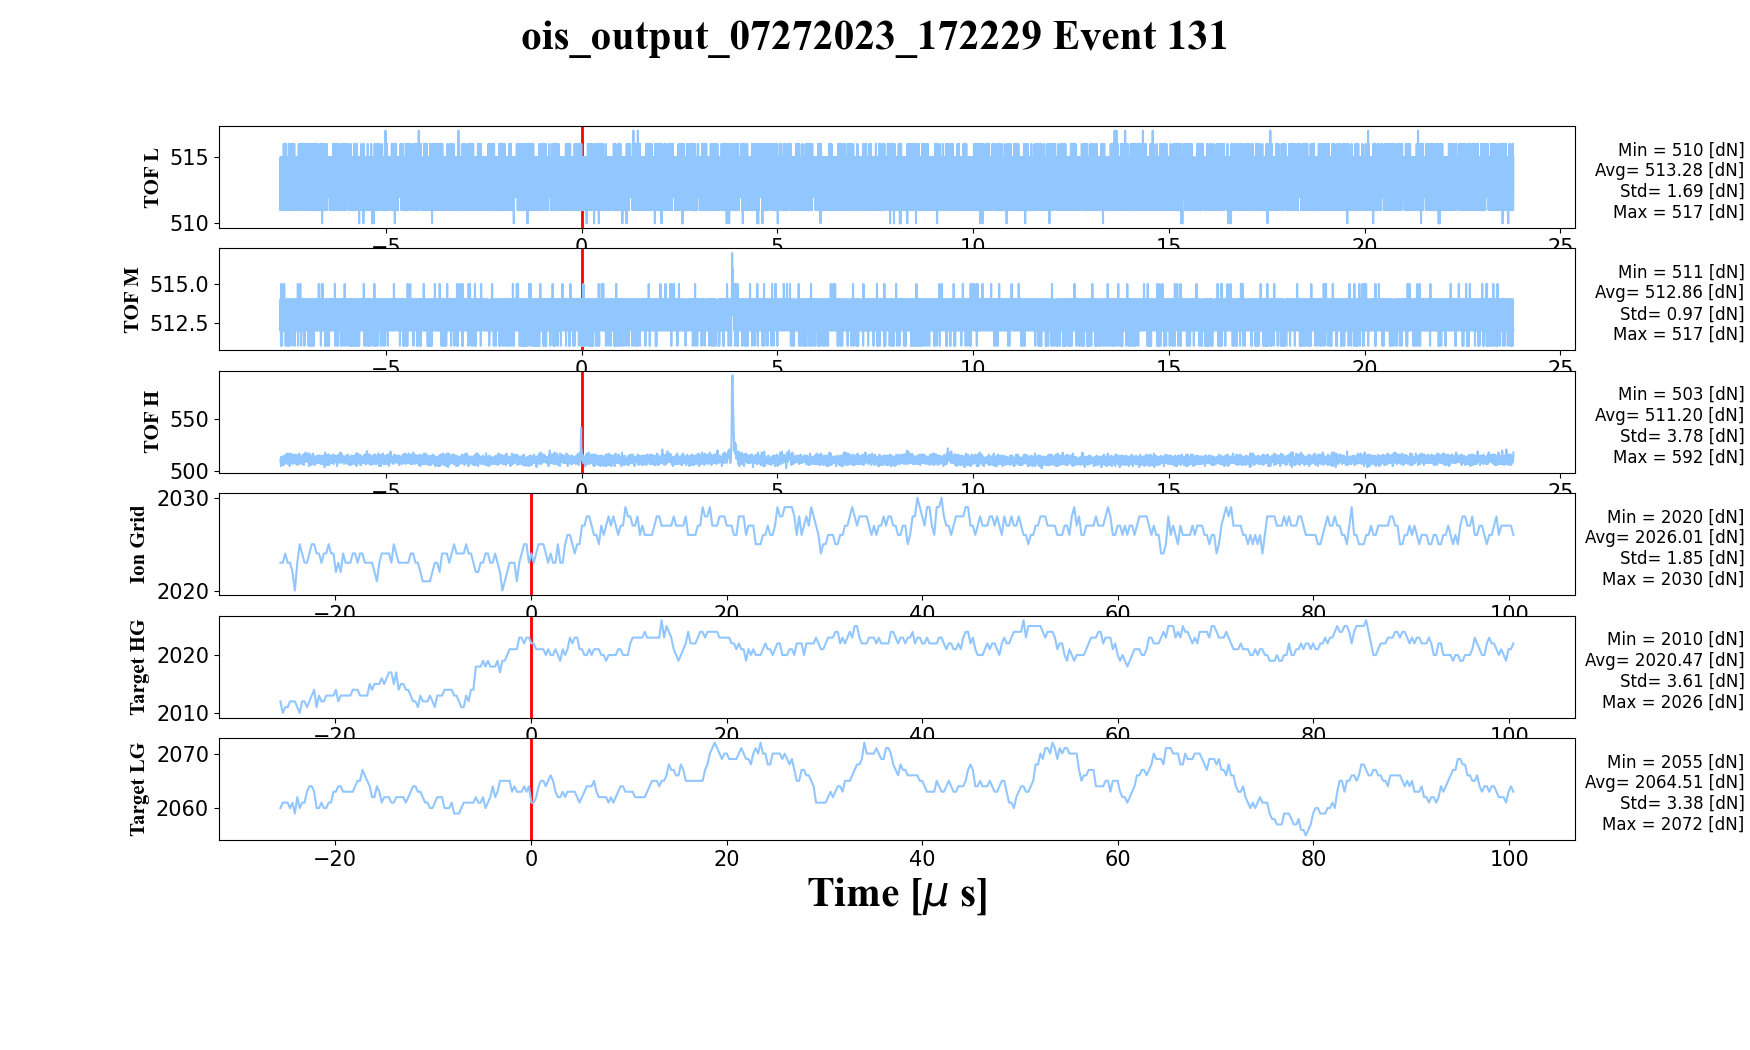 ois_output_07272023_172229 Event 131
TOF L
515
510
Min = 510 [dN]
Avg= 513.28 [dN]
Std= 1.69 [dN]
Max = 517 [dN]
−5 0 5 10 15 20 25
TOF M
515.0
512.5
Min = 511 [dN]
Avg= 512.86 [dN]
Std= 0.97 [dN]
Max = 517 [dN]
−5 0 5 10 15 20 25
TOF H
550
500
Min = 503 [dN]
Avg= 511.20 [dN]
Std= 3.78 [dN]
Max = 592 [dN]
−5 0 5 10 15 20 25
Ion Grid
2030
2020
Min = 2020 [dN]
Avg= 2026.01 [dN]
Std= 1.85 [dN]
Max = 2030 [dN]
−20 0 20 40 60 80 100
Target HG
2020
2010
Min = 2010 [dN]
Avg= 2020.47 [dN]
Std= 3.61 [dN]
Max = 2026 [dN]
−20 0 20 40 60 80 100
Target LG
2070
2060
Min = 2055 [dN]
Avg= 2064.51 [dN]
Std= 3.38 [dN]
Max = 2072 [dN]
−20 0 20 40 60 80 100
Time [μ s]